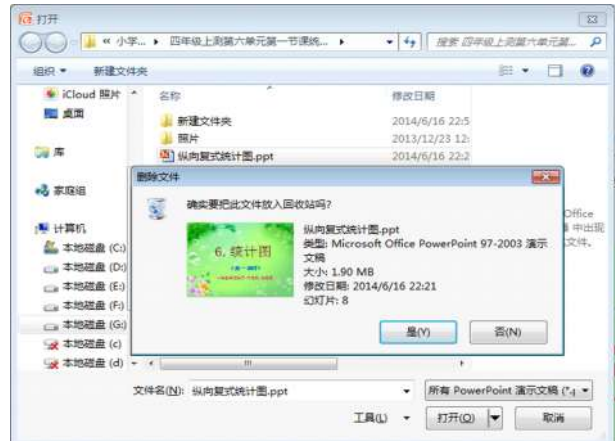 打开
« 小学... ▸ 四年级上测第六单元第一节课统... ▸
搜索 四年级上测第六单元第...
组织 新建文件夹
iCloud 照片
桌面
库
家庭组
计算机
本地磁盘 (C:)
本地磁盘 (D:)
本地磁盘 (E:)
本地磁盘 (F:)
本地磁盘 (G:)
本地磁盘 (c)
本地磁盘 (d)
名称 修改日期
新建文件夹 2014/6/16 22:5
照片 2013/12/23 12:
纵向复式统计图.ppt 2014/6/16 22:2
删除文件
确实要把此文件放入回收站吗?
6. 统计图
纵向复式统计图.ppt
类型: Microsoft Office PowerPoint 97-2003 演示
文稿
大小: 1.90 MB
修改日期: 2014/6/16 22:21
幻灯片: 8
是(Y) 否(N)
Office
中出现
文件。
文件名(N): 纵向复式统计图.ppt 所有 PowerPoint 演示文稿 (*.
工具(L) 打开(O) 取消